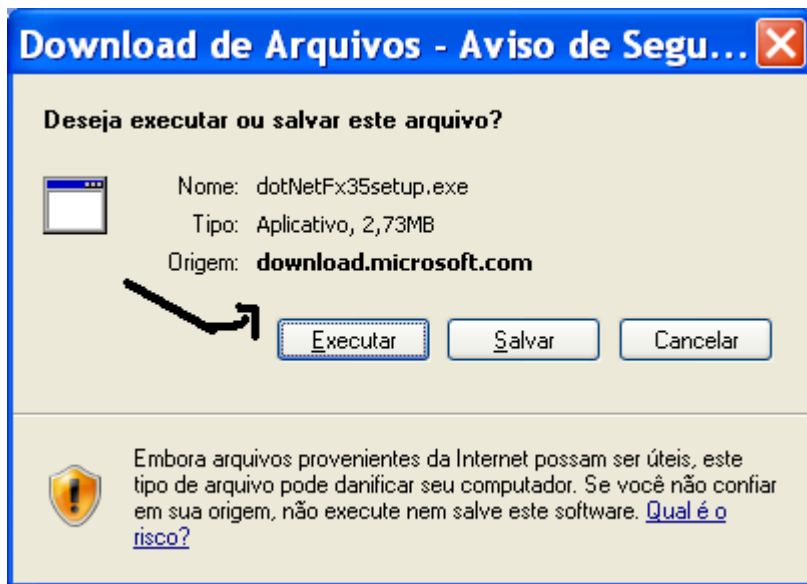 Download de Arquivos - Aviso de Segu...
Deseja executar ou salvar este arquivo?
Nome: dotNetFx35setup.exe
Tipo: Aplicativo, 2,73MB
Origem: download.microsoft.com
Executar Salvar Cancelar
Embora arquivos provenientes da Internet possam ser úteis, este
tipo de arquivo pode danificar seu computador. Se você não confiar
em sua origem, não execute nem salve este software. Qual é o
risco?